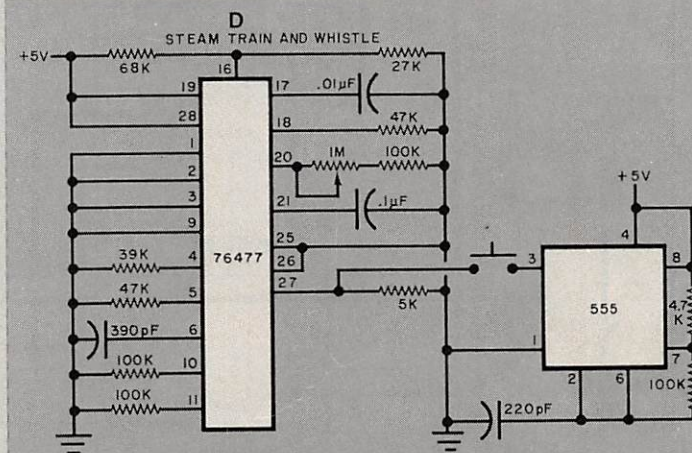 D
STEAM TRAIN AND WHISTLE
+5V
68K
16
27K
19
17
.01µF
28
18
47K
1
20
1M
100K
2
3
21
.1µF
+5V
9
25
4
39K
4
76477
26
3
8
47K
5
27
5K
555
4.7
K
390pF
6
1
7
100K
10
2
6
100K
100K
11
220pF